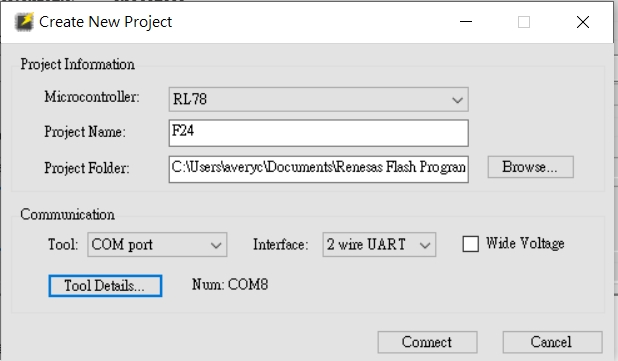 Create New Project
Project Information
Microcontroller: RL78
Project Name: F24
Project Folder: C:\Users\averyc\Documents\Renesas Flash Progran Browse...
Communication
Tool: COM port Interface: 2 wire UART Wide Voltage
Tool Details... Num: COM8
Connect Cancel